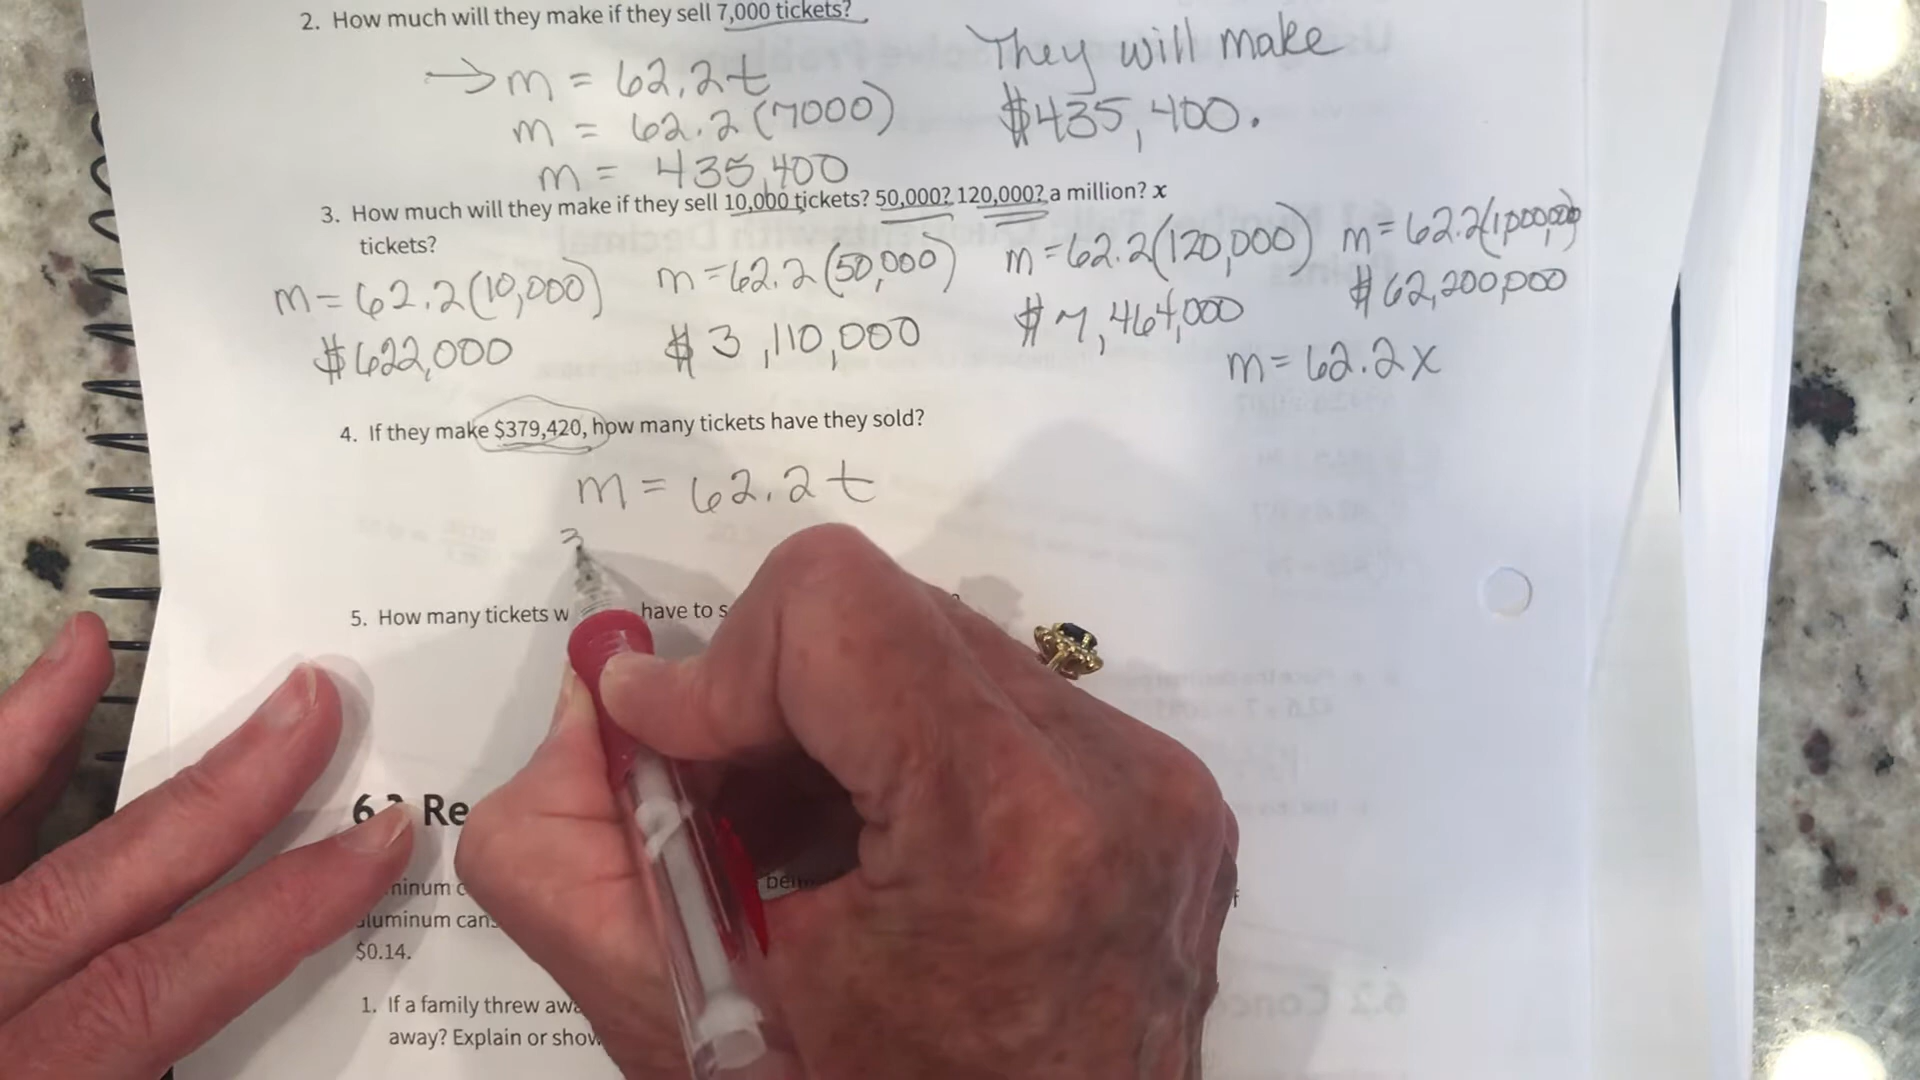 2. How much will they make if they sell 7,000 tickets?
→ m = 62.2t
m = 62.2(7000)
m = 435,400
They will make
$435,400.
3. How much will they make if they sell 10,000 tickets? 50,000? 120,000? a million? x
tickets?
m = 62.2(10,000)
$622,000
m = 62.2(50,000)
$3,110,000
m = 62.2(120,000)
$7,464,000
m = 62.2(1,000,000)
$62,200,000
m = 62.2x
4. If they make $379,420, how many tickets have they sold?
m = 62.2t
3
5. How many tickets w have to s
6.2 Re
aluminum can
$0.14.
1. If a family threw
away? Explain or show